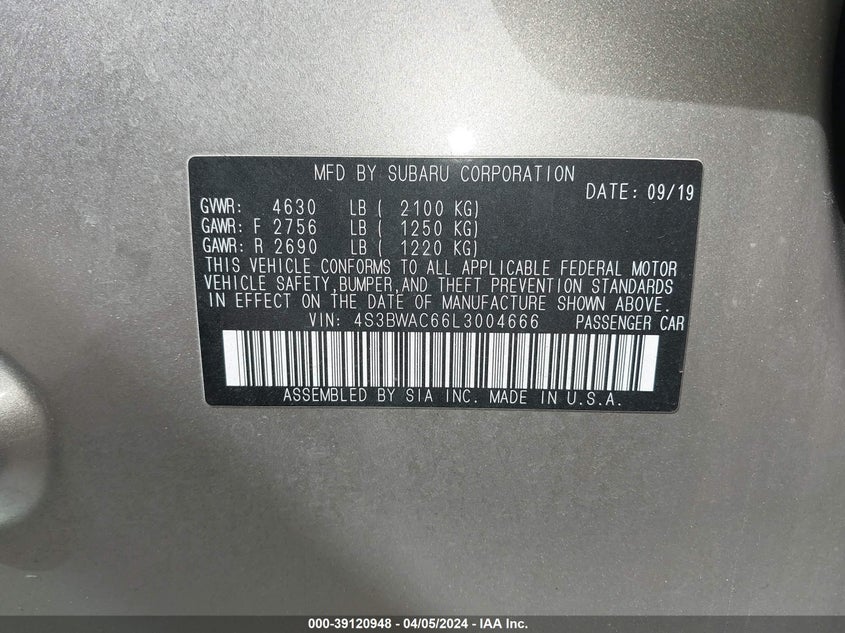 MFD BY SUBARU CORPORATION
DATE: 09/19
GVWR: 4630 LB ( 2100 KG)
GAWR: F 2756 LB ( 1250 KG)
GAWR: R 2690 LB ( 1220 KG)
THIS VEHICLE CONFORMS TO ALL APPLICABLE FEDERAL MOTOR
VEHICLE SAFETY,BUMPER,AND THEFT PREVENTION STANDARDS
IN EFFECT ON THE DATE OF MANUFACTURE SHOWN ABOVE.
VIN: 4S3BWAC66L3004666 PASSENGER CAR
ASSEMBLED BY SIA INC. MADE IN U.S.A.
000-39120948 - 04/05/2024 - IAA Inc.